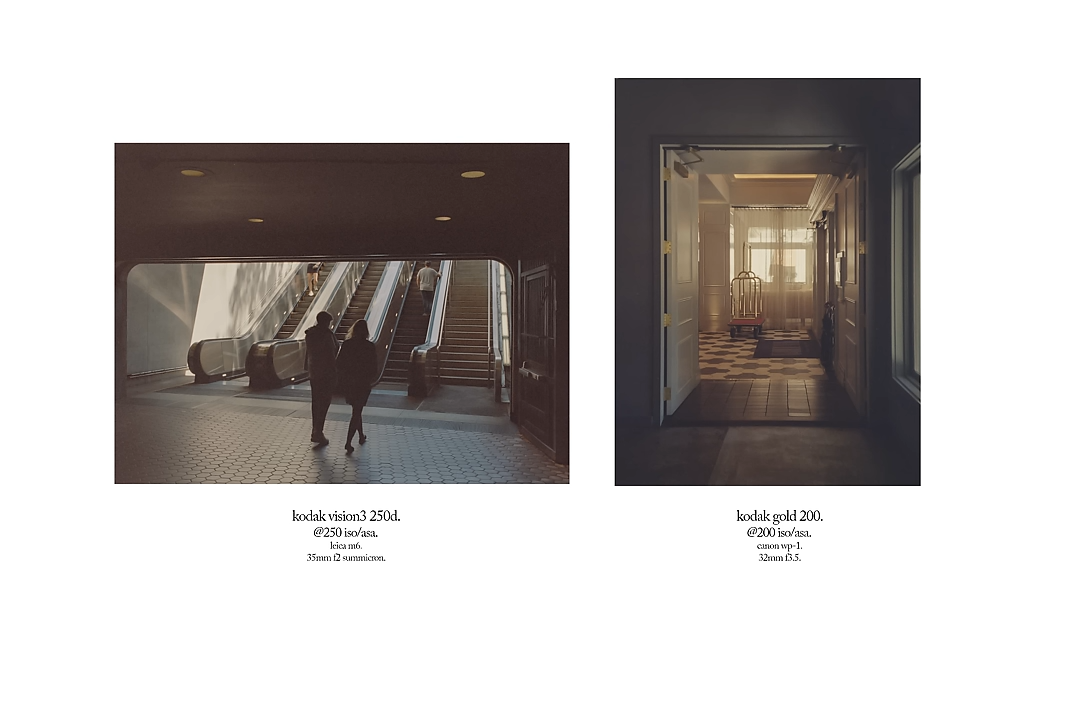 kodak vision3 250d.
@250 iso/asa.
leica m6.
35mm f2 summicron.
kodak gold 200.
@200 iso/asa.
canon wp-1.
32mm f3.5.